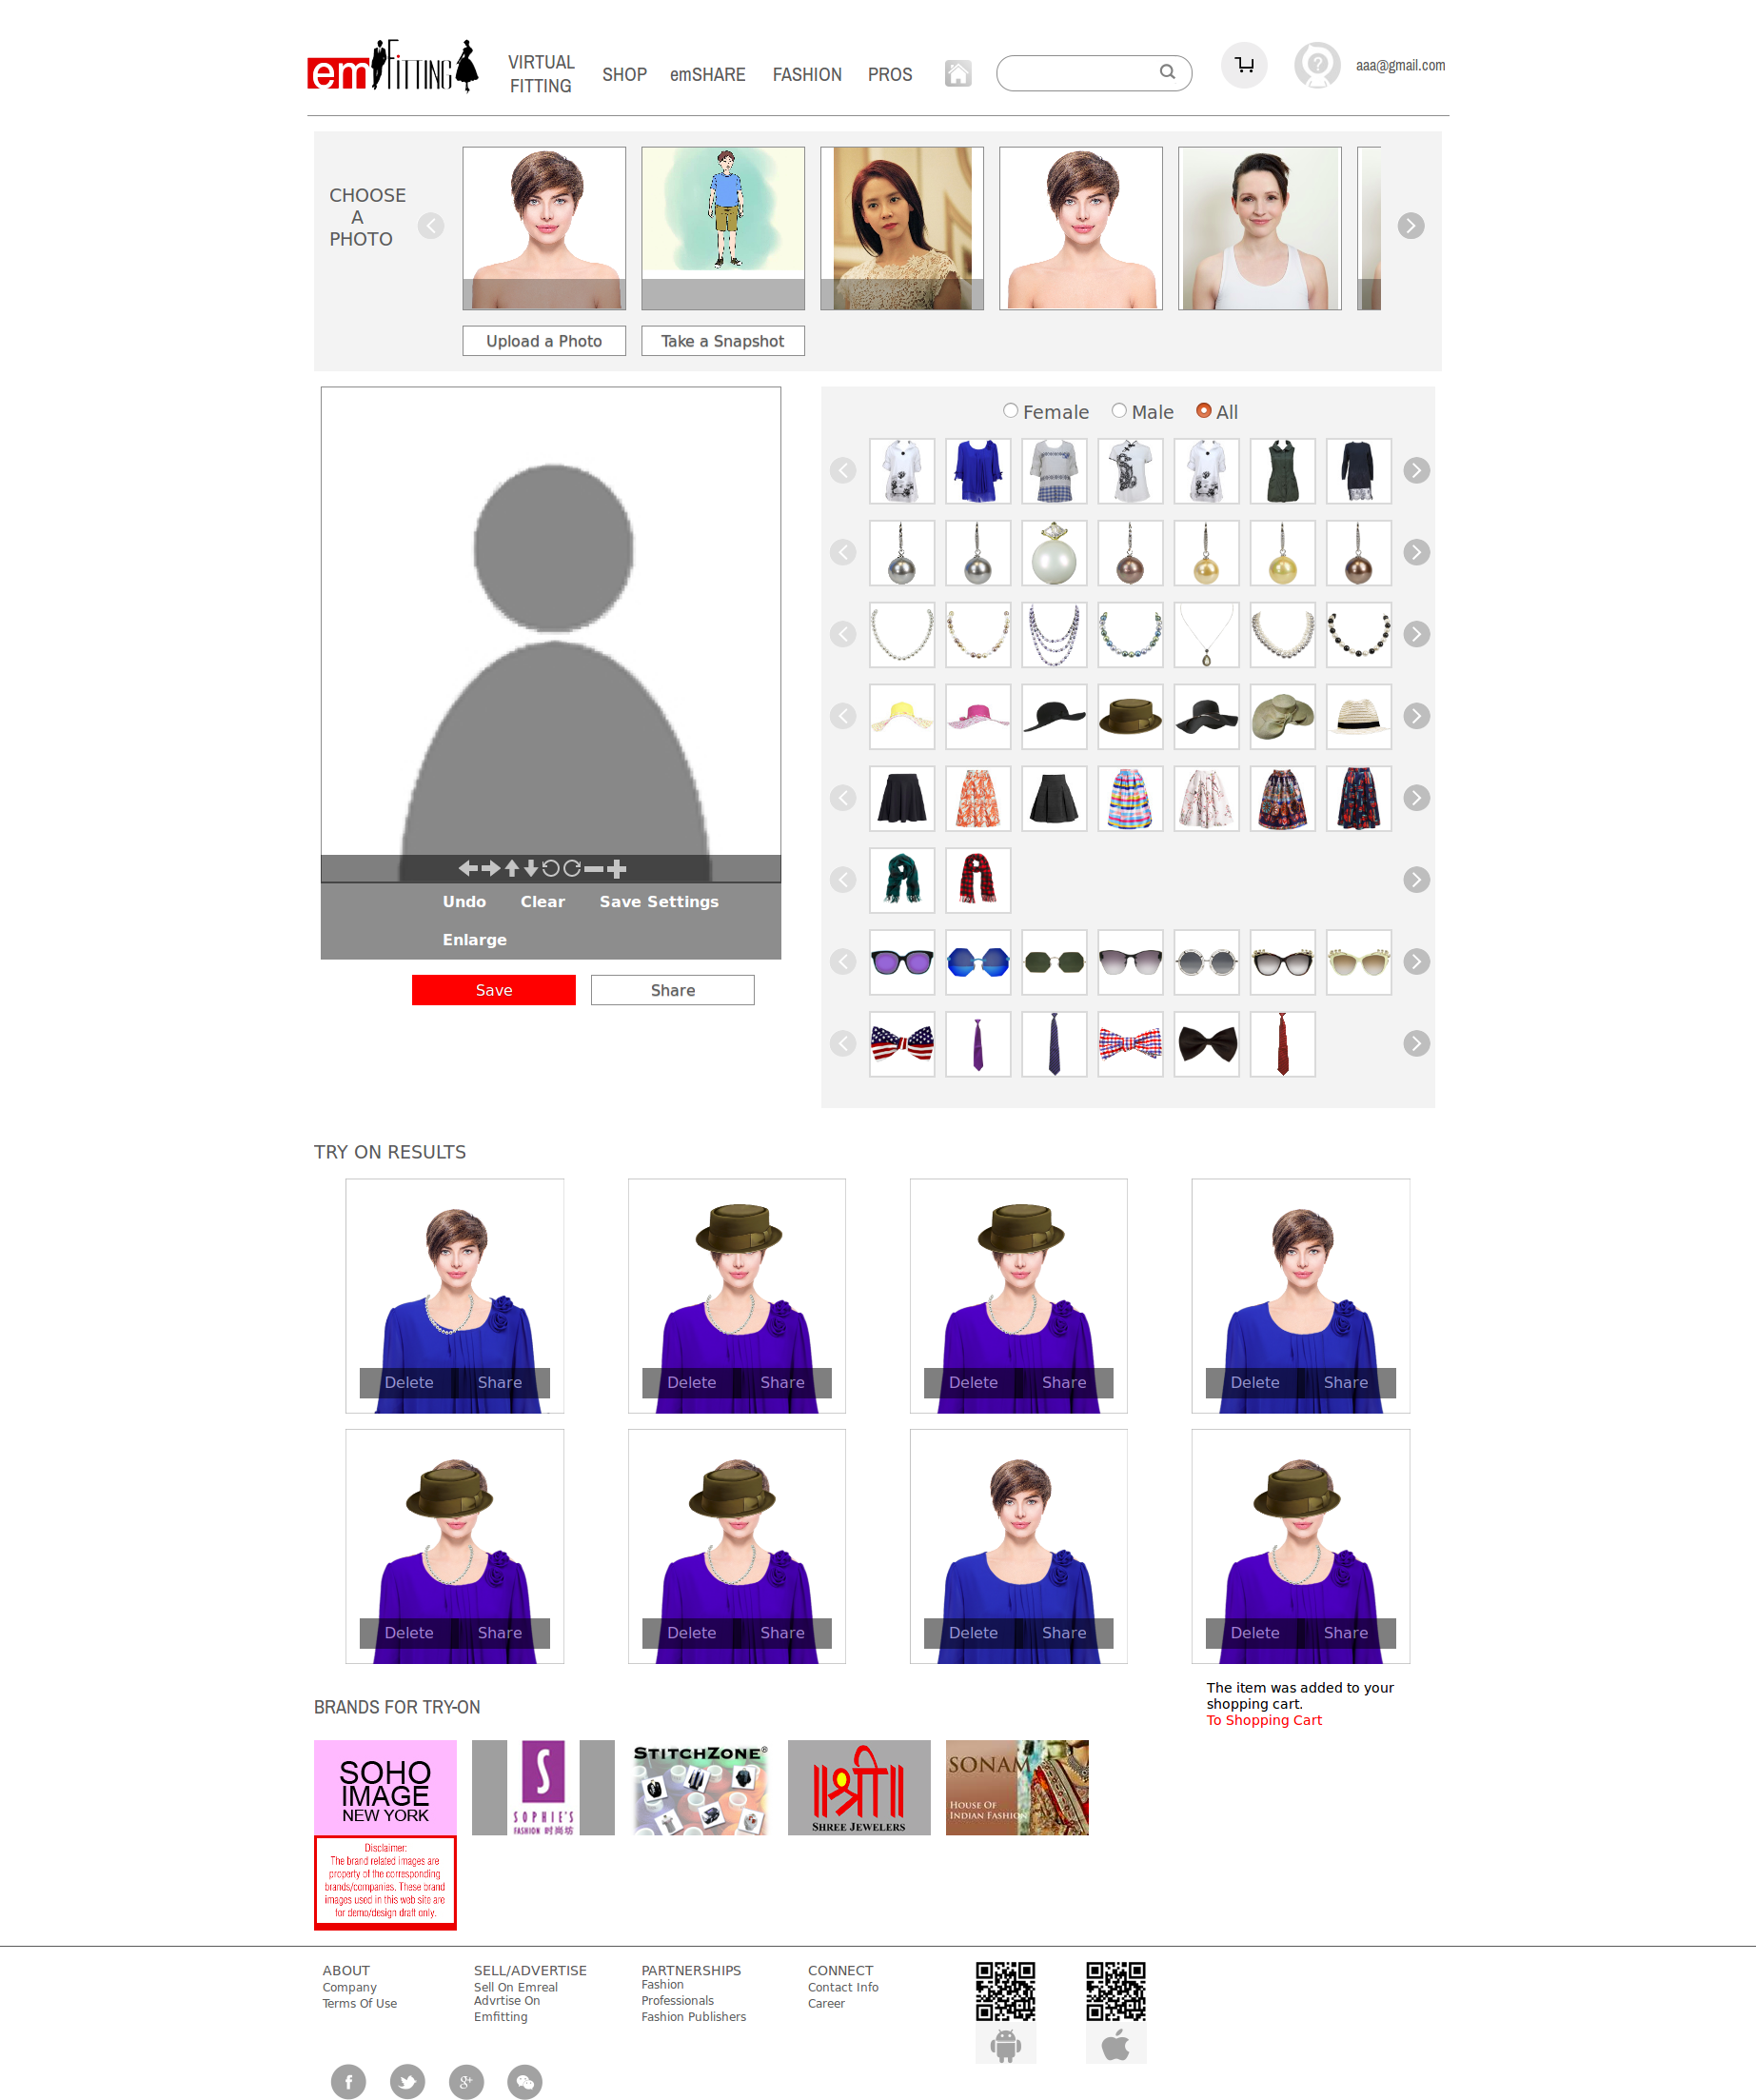 em FITTING
VIRTUAL
FITTING
SHOP
emSHARE
FASHION
PROS
aaa@gmail.com
CHOOSE
A
PHOTO
Upload a Photo
Take a Snapshot
Female
Male
All
Undo
Clear
Save Settings
Enlarge
Save
Share
TRY ON RESULTS
Delete
Share
Delete
Share
Delete
Share
Delete
Share
Delete
Share
Delete
Share
Delete
Share
Delete
Share
The item was added to your
shopping cart.
To Shopping Cart
BRANDS FOR TRY-ON
SOHO
IMAGE
NEW YORK
S
SOPHIE'S
FASHION 时尚坊
STITCHZONE®
॥श्री॥
SHREE JEWELERS
SONAM
HOUSE OF
INDIAN FASHION
Disclaimer:
The brand related images are
property of the corresponding
brands/companies. These brand
images used in this web site are
for demo/design draft only.
ABOUT
Company
Terms Of Use
SELL/ADVERTISE
Sell On Emreal
Advrtise On
Emfitting
PARTNERSHIPS
Fashion
Professionals
Fashion Publishers
CONNECT
Contact Info
Career